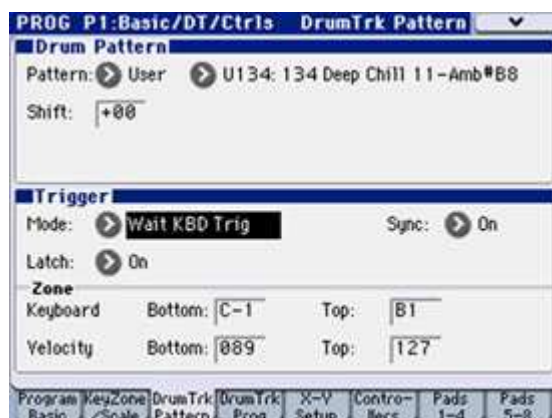 PROG P1:Basic/DT/Ctrls DrumTrk Pattern
Drum Pattern
Pattern: User U134: 134 Deep Chill 11-Amb#B8
Shift: +00
Trigger
Mode: Wait KBD Trig Sync: On
Latch: On
Zone
Keyboard Bottom: C-1 Top: B1
Velocity Bottom: 089 Top: 127
Program KeyZone DrumTrk DrumTrk X-Y Contro- Pads Pads
Basic /Scale Pattern Prog Setup llers 1-4 5-8